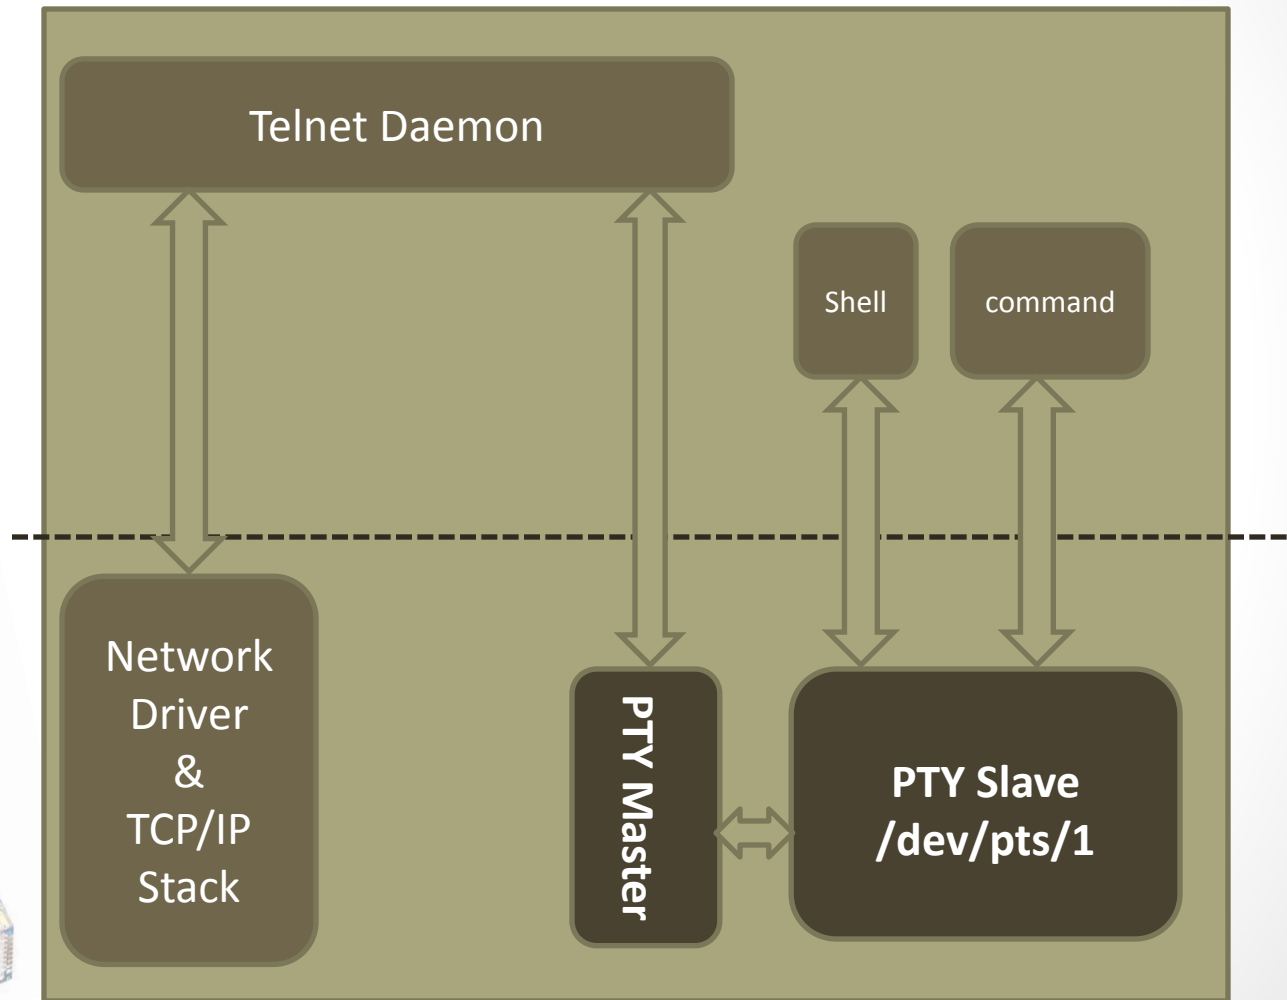 Telnet Daemon
Shell
command
Network
Driver
&
TCP/IP
Stack
PTY Master
PTY Slave
/dev/pts/1